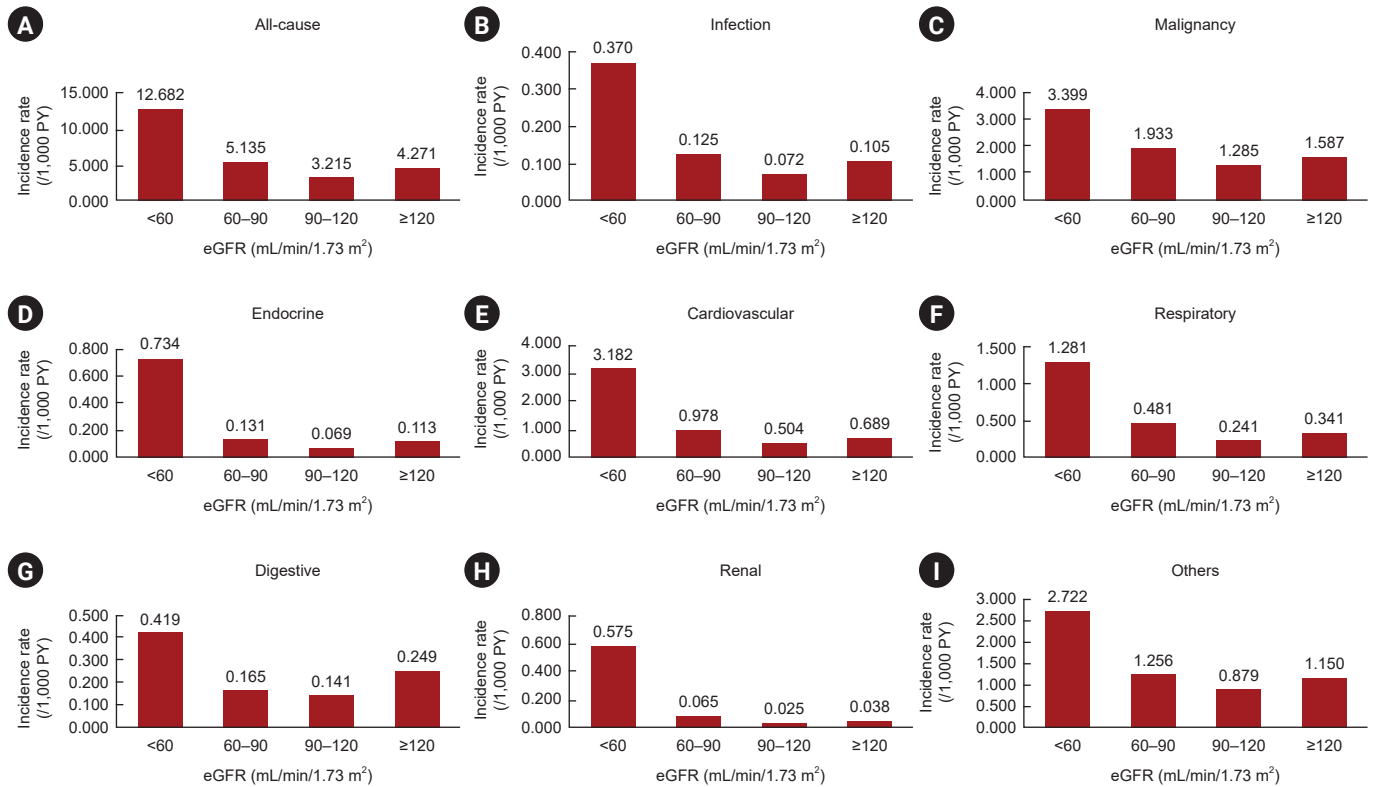 A
All-cause
Incidence rate
(/1,000 PY)
15.000
10.000
5.000
0.000
12.682
5.135
3.215
4.271
<60
60–90
90–120
≥120
eGFR (mL/min/1.73 m²)
B
Infection
Incidence rate
(/1,000 PY)
0.400
0.300
0.200
0.100
0.000
0.370
0.125
0.072
0.105
<60
60–90
90–120
≥120
eGFR (mL/min/1.73 m²)
C
Malignancy
Incidence rate
(/1,000 PY)
4.000
3.000
2.000
1.000
0.000
3.399
1.933
1.285
1.587
<60
60–90
90–120
≥120
eGFR (mL/min/1.73 m²)
D
Endocrine
Incidence rate
(/1,000 PY)
0.800
0.600
0.400
0.200
0.000
0.734
0.131
0.069
0.113
<60
60–90
90–120
≥120
eGFR (mL/min/1.73 m²)
E
Cardiovascular
Incidence rate
(/1,000 PY)
4.000
3.000
2.000
1.000
0.000
3.182
0.978
0.504
0.689
<60
60–90
90–120
≥120
eGFR (mL/min/1.73 m²)
F
Respiratory
Incidence rate
(/1,000 PY)
1.500
1.000
0.500
0.000
1.281
0.481
0.241
0.341
<60
60–90
90–120
≥120
eGFR (mL/min/1.73 m²)
G
Digestive
Incidence rate
(/1,000 PY)
0.500
0.400
0.300
0.200
0.100
0.000
0.419
0.165
0.141
0.249
<60
60–90
90–120
≥120
eGFR (mL/min/1.73 m²)
H
Renal
Incidence rate
(/1,000 PY)
0.800
0.600
0.400
0.200
0.000
0.575
0.065
0.025
0.038
<60
60–90
90–120
≥120
eGFR (mL/min/1.73 m²)
I
Others
Incidence rate
(/1,000 PY)
3.000
2.500
2.000
1.500
1.000
0.500
0.000
2.722
1.256
0.879
1.150
<60
60–90
90–120
≥120
eGFR (mL/min/1.73 m²)